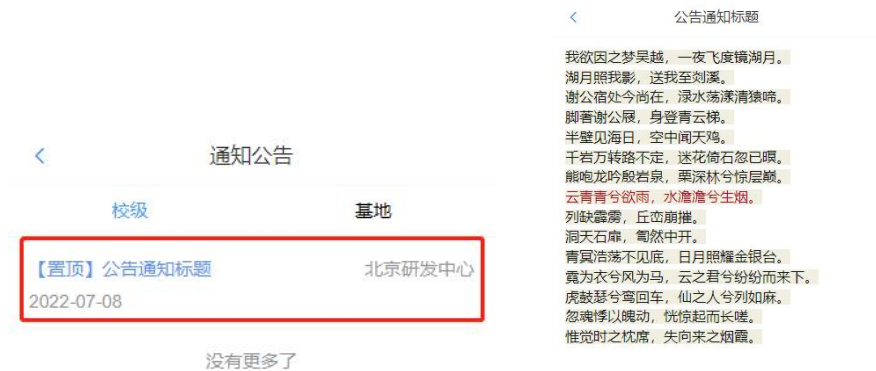 通知公告
校级 基地
【置顶】公告通知标题 北京研发中心
2022-07-08
没有更多了
公告通知标题
我欲因之梦吴越，一夜飞度镜湖月。
湖月照我影，送我至剡溪。
谢公宿处今尚在，渌水荡漾清猿啼。
脚著谢公屐，身登青云梯。
半壁见海日，空中闻天鸡。
千岩万转路不定，迷花倚石忽已暝。
熊咆龙吟殷岩泉，栗深林兮惊层巅。
云青青兮欲雨，水澹澹兮生烟。
列缺霹雳，丘峦崩摧。
洞天石扉，訇然中开。
青冥浩荡不见底，日月照耀金银台。
霓为衣兮风为马，云之君兮纷纷而来下。
虎鼓瑟兮鸾回车，仙之人兮列如麻。
忽魂悸以魄动，恍惊起而长嗟。
惟觉时之枕席，失向来之烟霞。